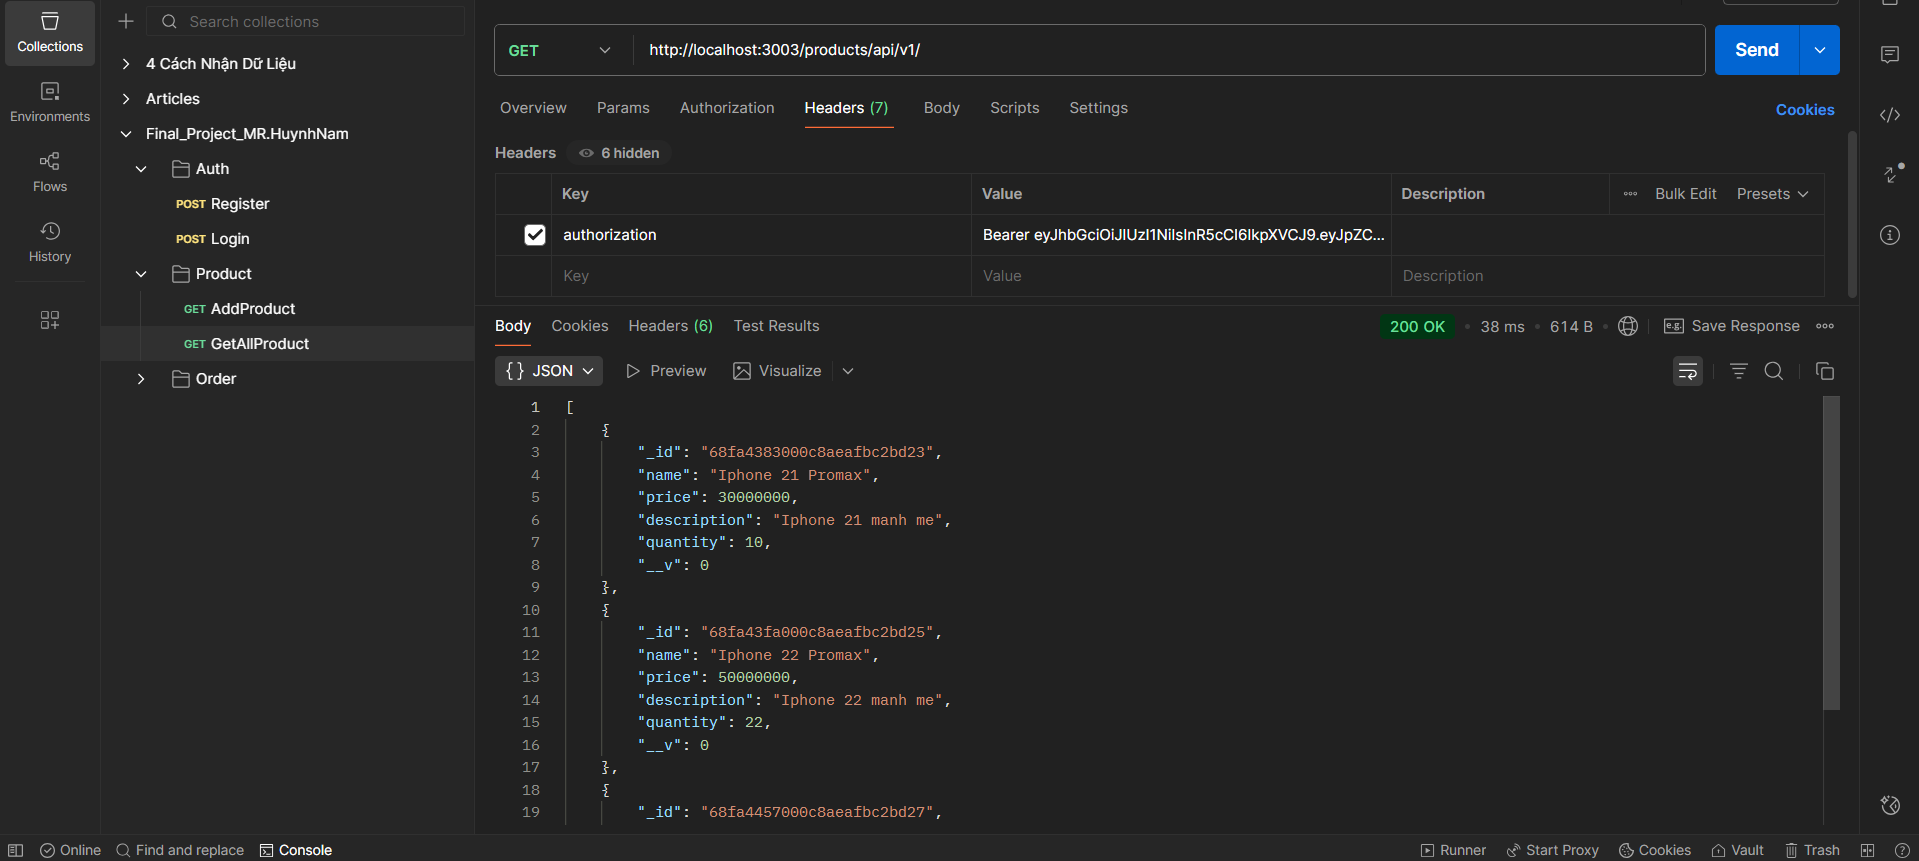 Collections
Environments
Flows
History
Search collections
4 Cách Nhận Dữ Liệu
Articles
Final_Project_MR.HuynhNam
Auth
POST Register
POST Login
Product
GET AddProduct
GET GetAllProduct
Order
GET http://localhost:3003/products/api/v1/ Send
Overview Params Authorization Headers (7) Body Scripts Settings Cookies
Headers 6 hidden
Key Value Description Bulk Edit Presets
authorization Bearer eyJhbGciOiJIUzI1NiIsInR5cCI6IkpXVCJ9.eyJpZC...
Key Value Description
Body Cookies Headers (6) Test Results 200 OK 38 ms 614 B e.g. Save Response
{} JSON Preview Visualize
1 [
2 {
3 "_id": "68fa4383000c8aeafbc2bd23",
4 "name": "Iphone 21 Promax",
5 "price": 30000000,
6 "description": "Iphone 21 manh me",
7 "quantity": 10,
8 "__v": 0
9 },
10 {
11 "_id": "68fa43fa000c8aeafbc2bd25",
12 "name": "Iphone 22 Promax",
13 "price": 50000000,
14 "description": "Iphone 22 manh me",
15 "quantity": 22,
16 "__v": 0
17 },
18 {
19 "_id": "68fa4457000c8aeafbc2bd27",
Online Find and replace Console Runner Start Proxy Cookies Vault Trash